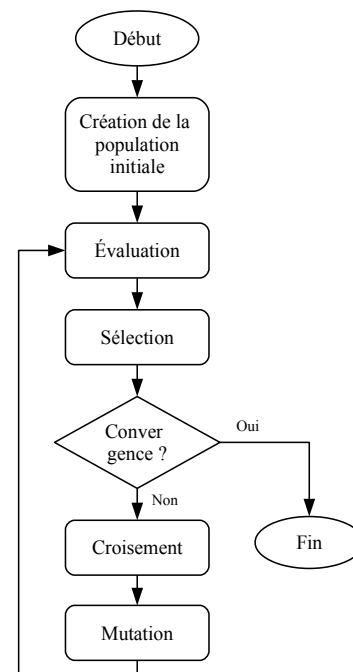 Début
Création de la
population
initiale
Évaluation
Sélection
Conver
gence ?
Oui
Non
Croisement
Fin
Mutation